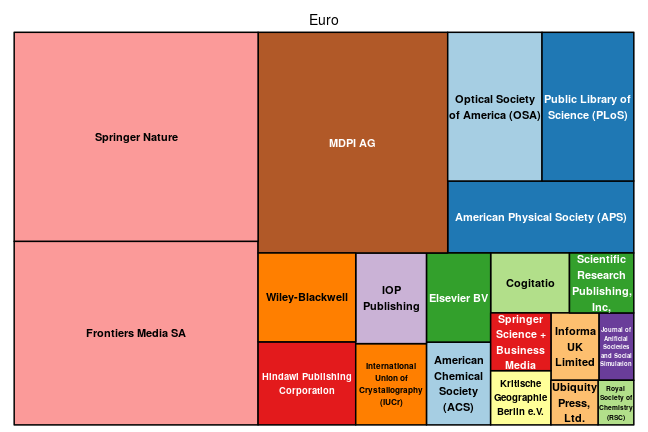 Euro
Springer Nature
Frontiers Media SA
MDPI AG
Optical Society
of America (OSA)
Public Library of
Science (PLoS)
American Physical Society (APS)
Wiley-Blackwell
Hindawi Publishing
Corporation
IOP
Publishing
International
Union of
Crystallography
(IUCr)
Elsevier BV
American
Chemical
Society
(ACS)
Cogitatio
Scientific
Research
Publishing,
Inc,
Springer
Science +
Business
Media
Kritische
Geographie
Berlin e.V.
Informa
UK
Limited
Ubiquity
Press,
Ltd.
Journal of
Artificial
Societies
and Social
Simulation
Royal
Society of
Chemistry
(RSC)